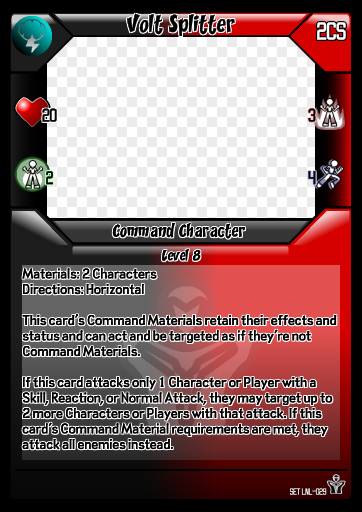 Volt Splitter
2CS
20
3
2
4
Command Character
Level 8
Materials: 2 Characters
Directions: Horizontal
This card's Command Materials retain their effects and
status and can act and be targeted as if they're not
Command Materials.
If this card attacks only 1 Character or Player with a
Skill, Reaction, or Normal Attack, they may target up to
2 more Characters or Players with that attack. If this
card's Command Material requirements are met, they
attack all enemies instead.
SET LNL-029